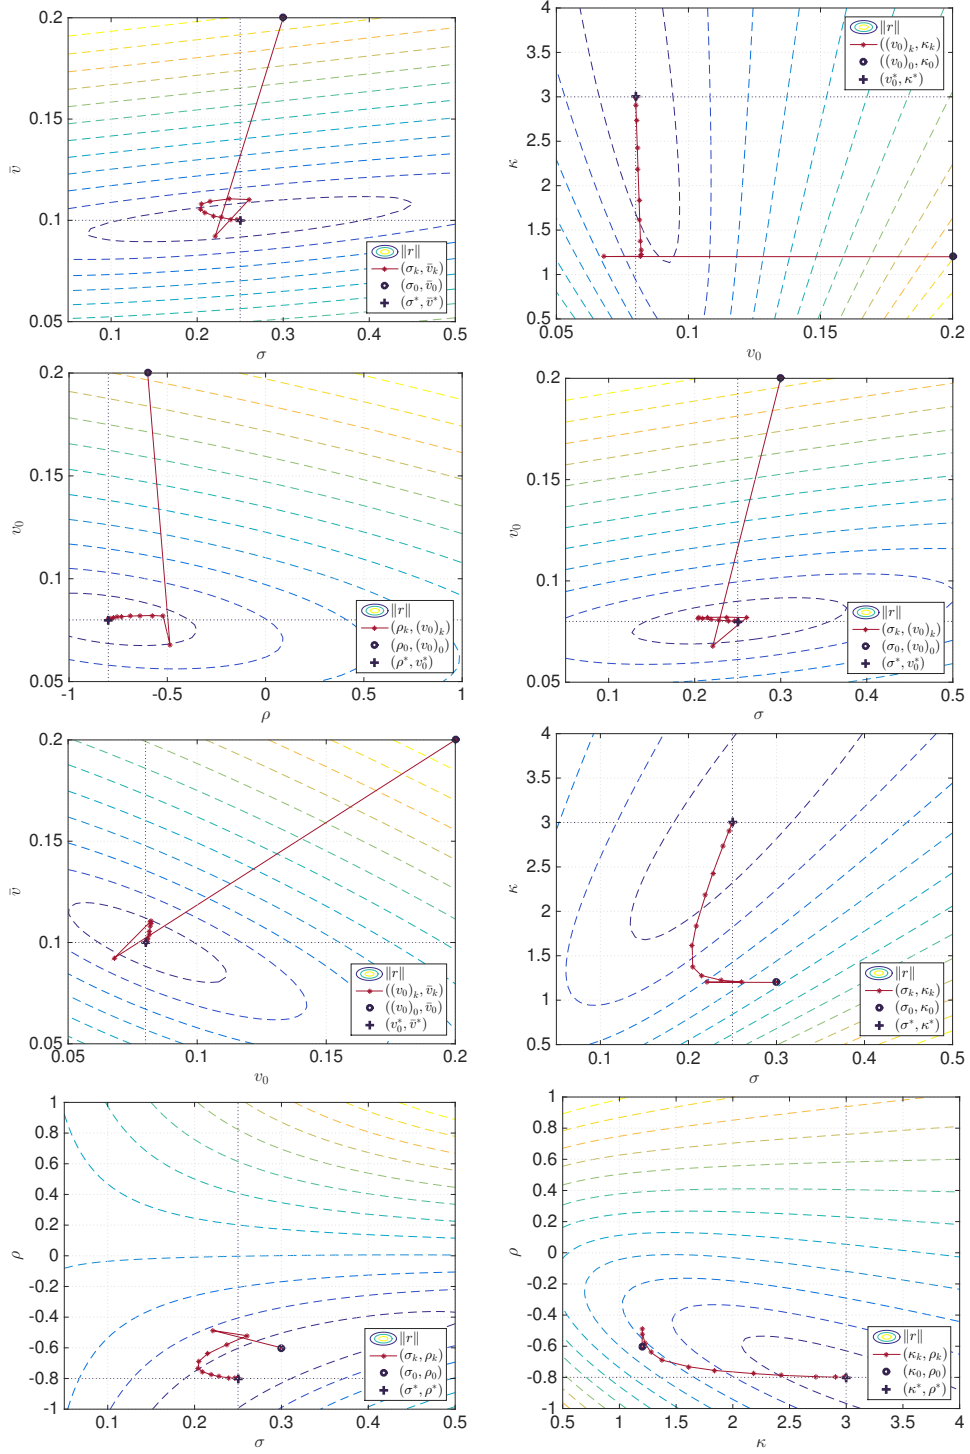 0.2
0.15
v̄
0.1
0.05
0.1 0.2 0.3 0.4 0.5
σ
‖r‖
(σ_k, v̄_k)
(σ_0, v̄_0)
(σ*, v̄*)
4
3.5
3
2.5
κ
2
1.5
1
0.5
0.05 0.1 0.15 0.2
v_0
‖r‖
((v_0)_k, κ_k)
((v_0)_0, κ_0)
(v_0*, κ*)
0.2
0.15
v_0
0.1
0.05
-1 -0.5 0 0.5 1
ρ
‖r‖
(ρ_k, (v_0)_k)
(ρ_0, (v_0)_0)
(ρ*, v_0*)
0.2
0.15
v_0
0.1
0.05
0.1 0.2 0.3 0.4 0.5
σ
‖r‖
(σ_k, (v_0)_k)
(σ_0, (v_0)_0)
(σ*, v_0*)
0.2
0.15
v̄
0.1
0.05
0.05 0.1 0.15 0.2
v_0
‖r‖
((v_0)_k, v̄_k)
((v_0)_0, v̄_0)
(v_0*, v̄*)
4
3.5
3
2.5
κ
2
1.5
1
0.5
0.1 0.2 0.3 0.4 0.5
σ
‖r‖
(σ_k, κ_k)
(σ_0, κ_0)
(σ*, κ*)
1
0.8
0.6
0.4
0.2
ρ
0
-0.2
-0.4
-0.6
-0.8
-1
0.1 0.2 0.3 0.4 0.5
σ
‖r‖
(σ_k, ρ_k)
(σ_0, ρ_0)
(σ*, ρ*)
1
0.8
0.6
0.4
0.2
ρ
0
-0.2
-0.4
-0.6
-0.8
-1
0.5 1 1.5 2 2.5 3 3.5 4
κ
‖r‖
(κ_k, ρ_k)
(κ_0, ρ_0)
(κ*, ρ*)